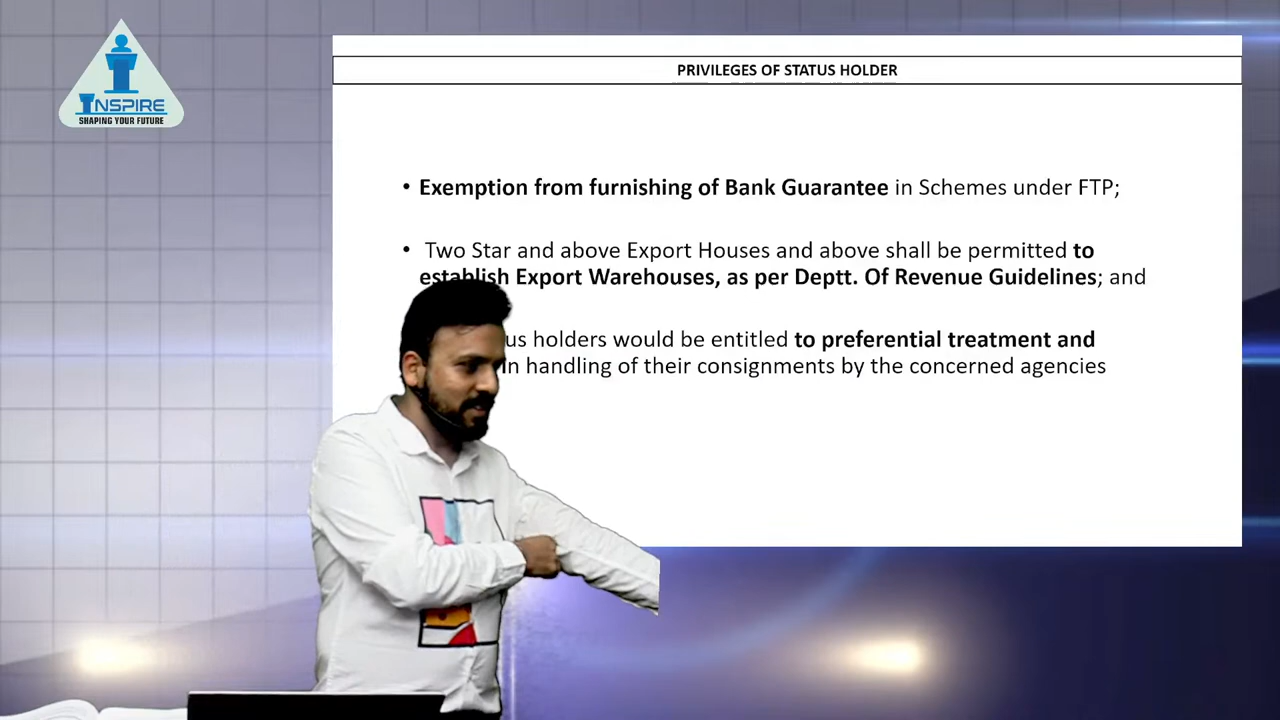 INSPIRE
SHAPING YOUR FUTURE
PRIVILEGES OF STATUS HOLDER
• Exemption from furnishing of Bank Guarantee in Schemes under FTP;
• Two Star and above Export Houses and above shall be permitted to
establish Export Warehouses, as per Deptt. Of Revenue Guidelines; and
holders would be entitled to preferential treatment and
in handling of their consignments by the concerned agencies